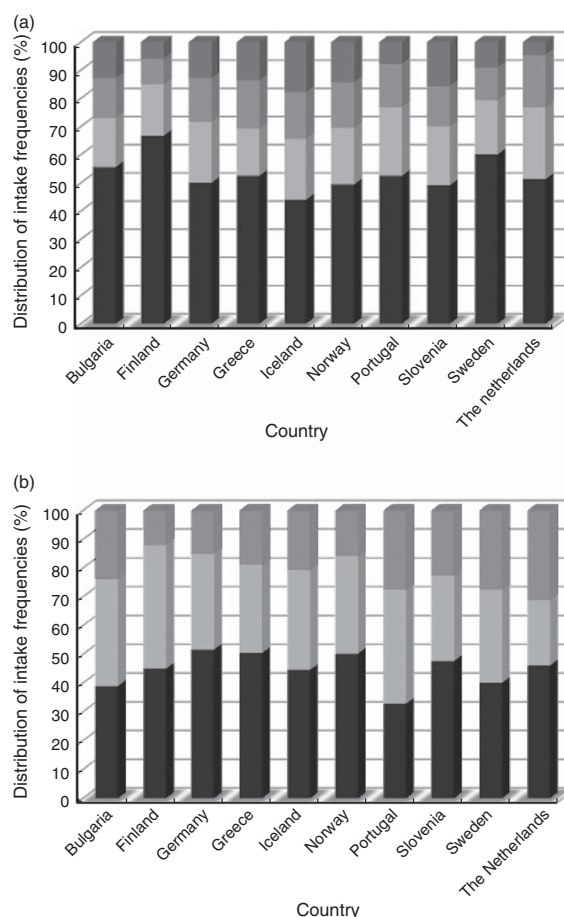 (a)
Distribution of intake frequencies (%)
100
90
80
70
60
50
40
30
20
10
0
Bulgaria
Finland
Germany
Greece
Iceland
Norway
Portugal
Slovenia
Sweden
The netherlands
Country
(b)
Distribution of intake frequencies (%)
100
90
80
70
60
50
40
30
20
10
0
Bulgaria
Finland
Germany
Greece
Iceland
Norway
Portugal
Slovenia
Sweden
The Netherlands
Country